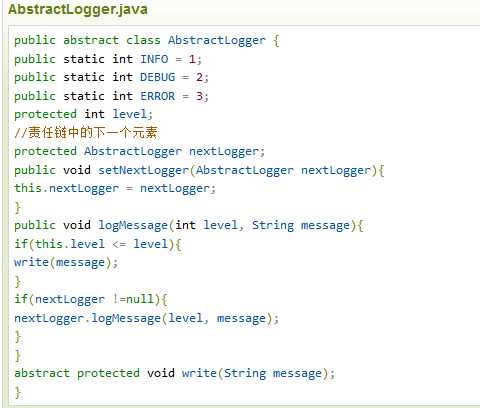 AbstractLogger.java
public abstract class AbstractLogger {
public static int INFO = 1;
public static int DEBUG = 2;
public static int ERROR = 3;
protected int level;
//责任链中的下一个元素
protected AbstractLogger nextLogger;
public void setNextLogger(AbstractLogger nextLogger){
this.nextLogger = nextLogger;
}
public void logMessage(int level, String message){
if(this.level <= level){
write(message);
}
if(nextLogger !=null){
nextLogger.logMessage(level, message);
}
}
abstract protected void write(String message);
}